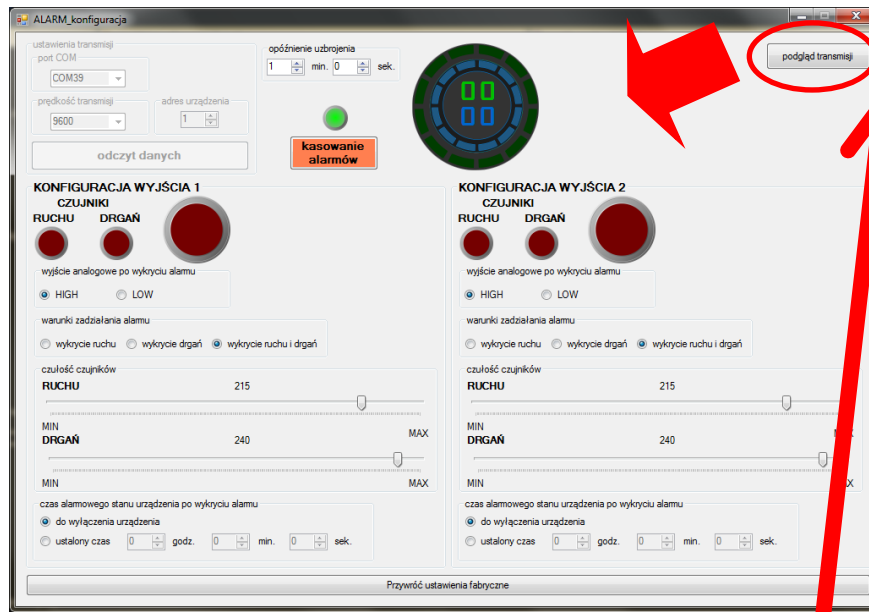 ALARM_konfiguracja
ustawienia transmisji
port COM
COM39
prędkość transmisji
adres urządzenia
9600
1
odczyt danych
opóźnienie uzbrojenia
1 min. 0 sek.
kasowanie
alarmów
00
00
podgląd transmisji
KONFIGURACJA WYJŚCIA 1
CZUJNIKI
RUCHU DRGAŃ
wyjście analogowe po wykryciu alarmu
HIGH LOW
warunki zadziałania alarmu
wykrycie ruchu wykrycie drgań wykrycie ruchu i drgań
czułość czujników
RUCHU 215
MIN MAX
DRGAŃ 240
MIN MAX
czas alarmowego stanu urządzenia po wykryciu alarmu
do wyłączenia urządzenia
ustalony czas 0 godz. 0 min. 0 sek.
KONFIGURACJA WYJŚCIA 2
CZUJNIKI
RUCHU DRGAŃ
wyjście analogowe po wykryciu alarmu
HIGH LOW
warunki zadziałania alarmu
wykrycie ruchu wykrycie drgań wykrycie ruchu i drgań
czułość czujników
RUCHU 215
MIN
DRGAŃ 240
MIN
czas alarmowego stanu urządzenia po wykryciu alarmu
do wyłączenia urządzenia
ustalony czas 0 godz. 0 min. 0 sek.
Przywróć ustawienia fabryczne